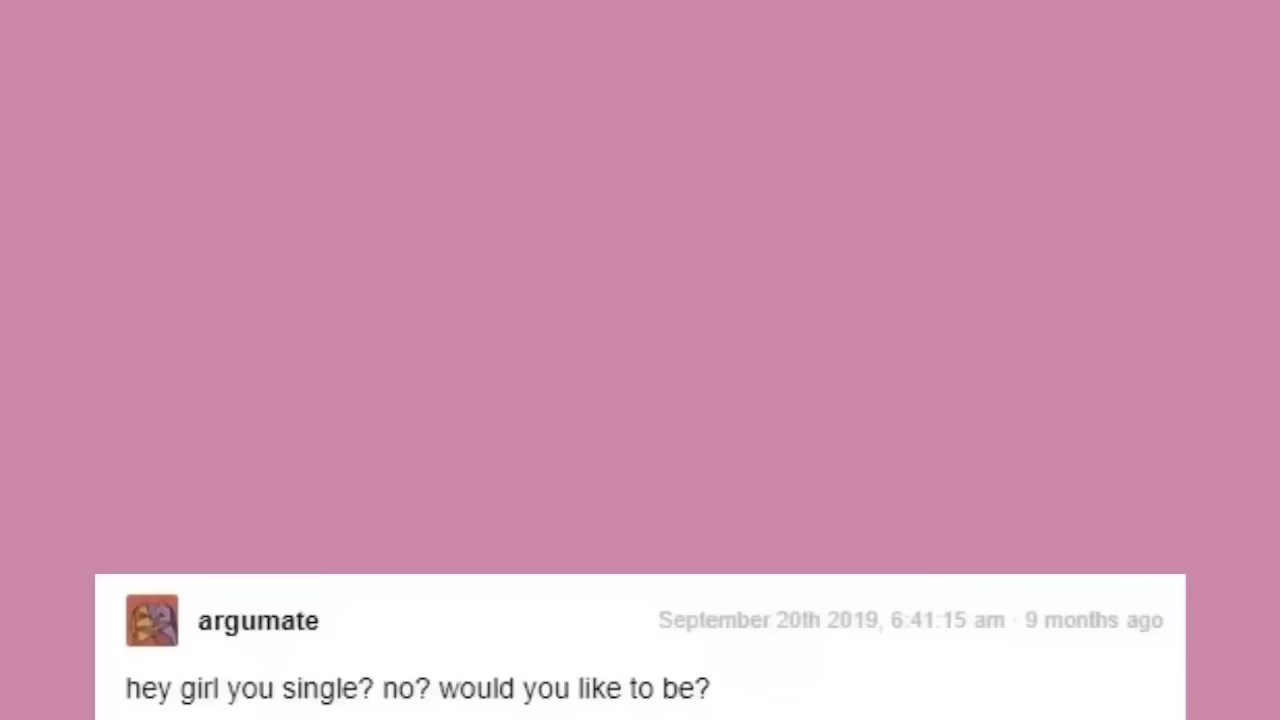 argumate
September 20th 2019, 6:41:15 am · 9 months ago
hey girl you single? no? would you like to be?